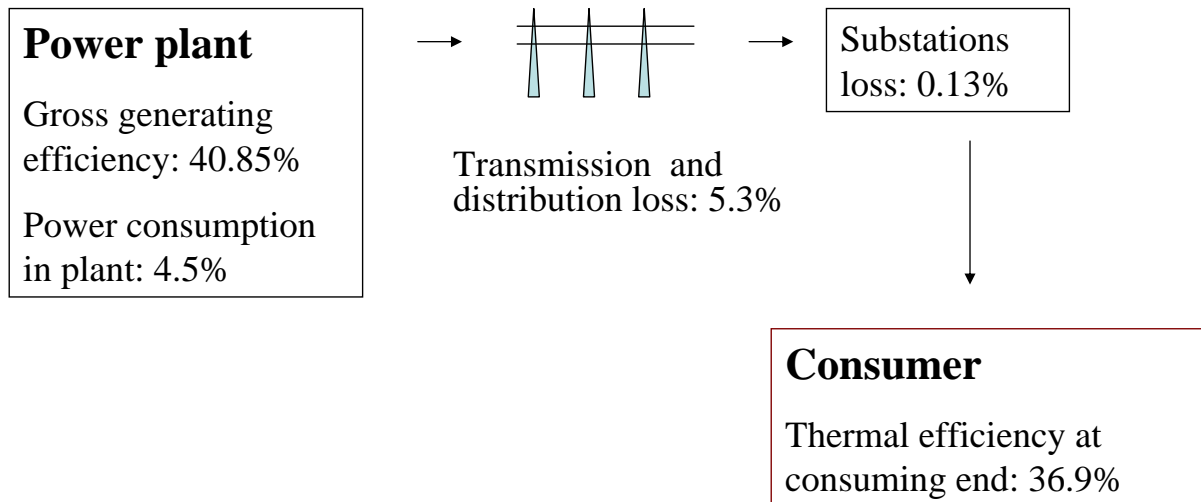 Power plant
Gross generating
efficiency: 40.85%
Power consumption
in plant: 4.5%
Transmission and
distribution loss: 5.3%
Substations
loss: 0.13%
Consumer
Thermal efficiency at
consuming end: 36.9%